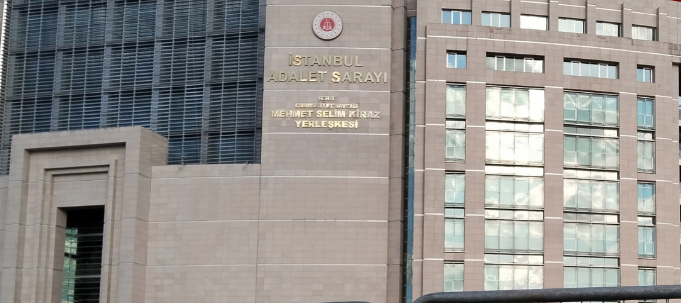 İSTANBUL
ADALET SARAYI
ŞEHİT
CUMHURİYET SAVCISI
MEHMET SELİM KİRAZ
YERLEŞKESİ